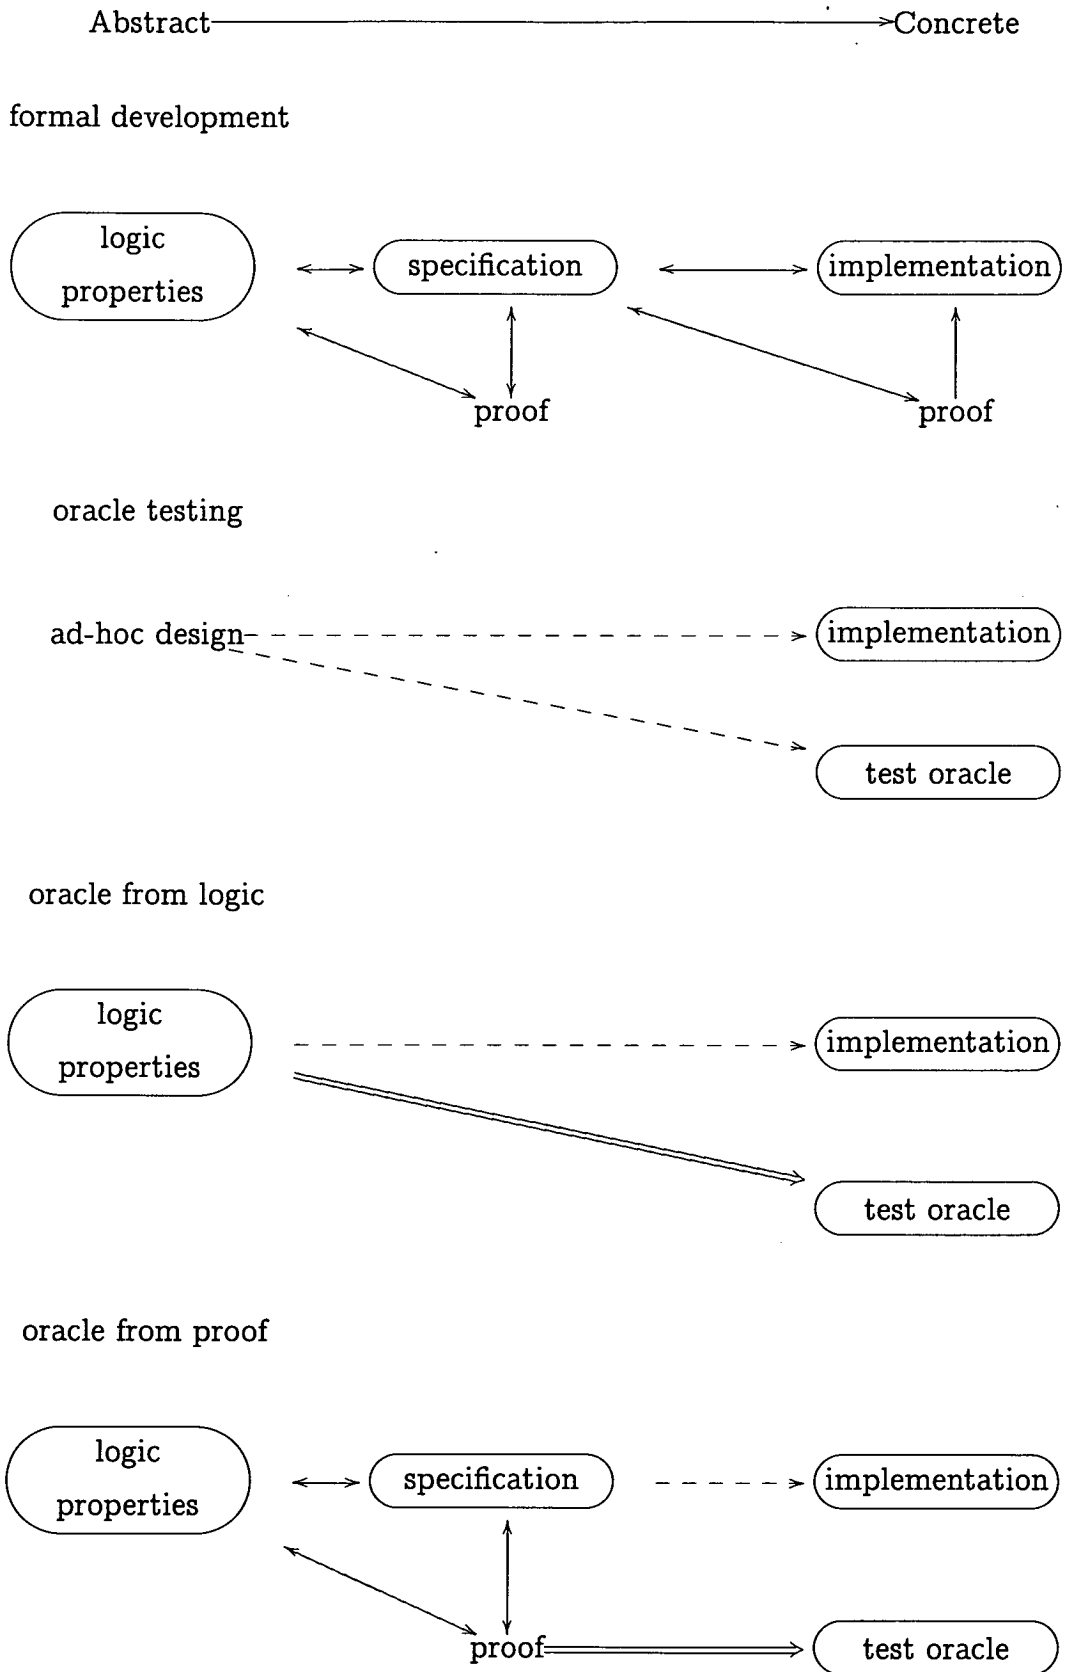 Abstract Concrete
formal development
logic
properties
specification
implementation
proof
proof
oracle testing
ad-hoc design
implementation
test oracle
oracle from logic
logic
properties
implementation
test oracle
oracle from proof
logic
properties
specification
implementation
proof
test oracle